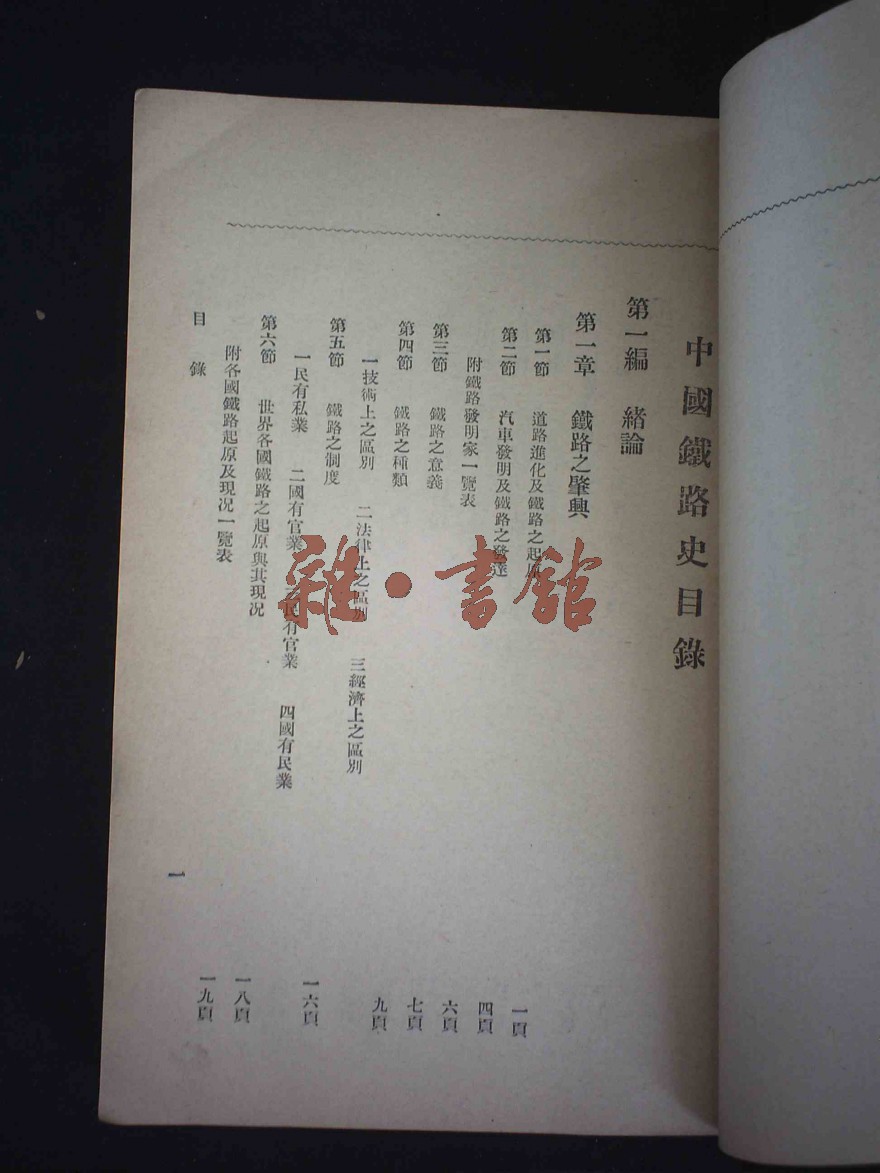 中國鐵路史目錄
第一編 緒論
第一章 鐵路之肇興
第一節 道路進化及鐵路之起原 一頁
第二節 汽車發明及鐵路之發達 四頁
附鐵路發明家一覽表 六頁
第三節 鐵路之意義 七頁
第四節 鐵路之種類 九頁
一技術上之區別 二法律上之區別 三經濟上之區別
第五節 鐵路之制度 一六頁
一民有私業 二國有官業 三民有官業 四國有民業
第六節 世界各國鐵路之起原與其現況 一八頁
附各國鐵路起原及現况一覽表 一九頁
目錄
一
雜·書館